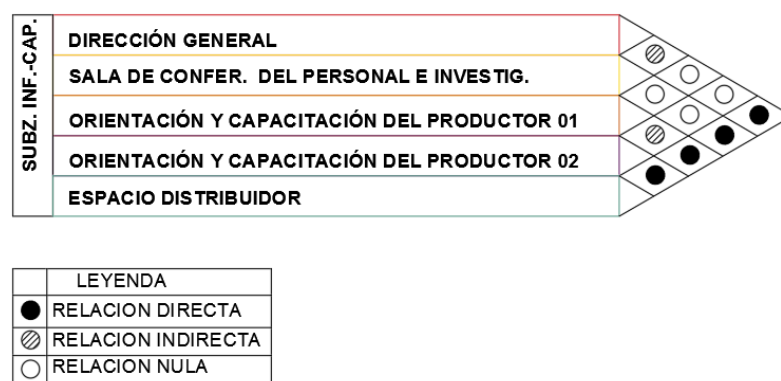 SUBZ. INF.-CAP.
DIRECCIÓN GENERAL
SALA DE CONFER. DEL PERSONAL E INVESTIG.
ORIENTACIÓN Y CAPACITACIÓN DEL PRODUCTOR 01
ORIENTACIÓN Y CAPACITACIÓN DEL PRODUCTOR 02
ESPACIO DISTRIBUIDOR
LEYENDA
RELACION DIRECTA
RELACION INDIRECTA
RELACION NULA